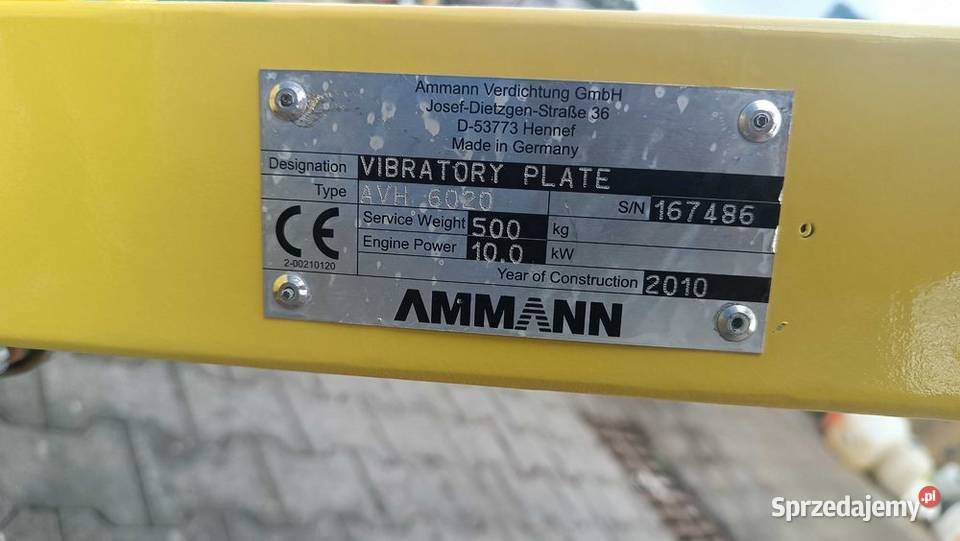 Ammann Verdichtung GmbH
Josef-Dietzgen-Straße 36
D-53773 Hennef
Made in Germany
Designation VIBRATORY PLATE
Type AVH 6020 S/N 167486
Service Weight 500 kg
Engine Power 10.0 kW
CE
2-00210120
Year of Construction 2010
AMMANN
Sprzedajemy.pl